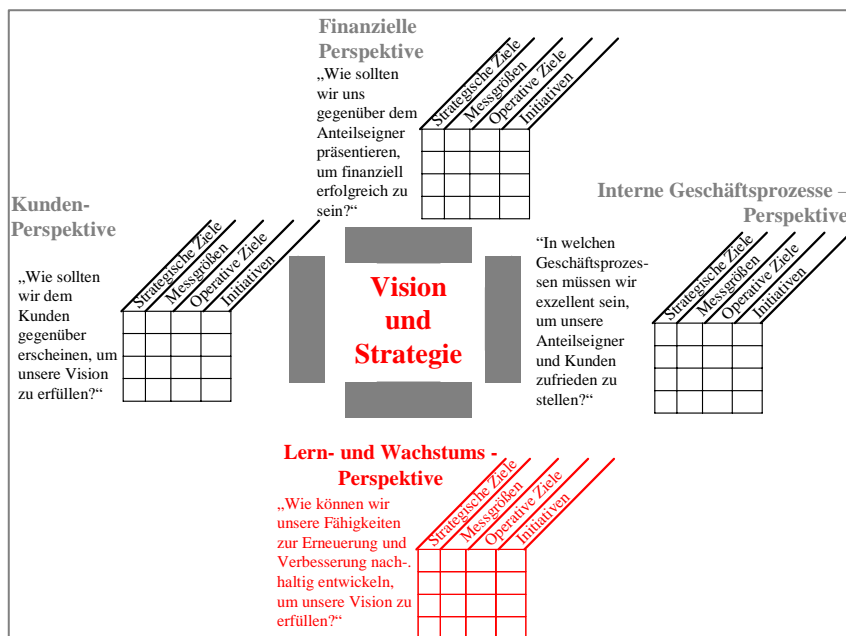 Finanzielle
Perspektive
„Wie sollten
wir uns
gegenüber dem
Anteilseigner
präsentieren,
um finanziell
erfolgreich zu
sein?“
Strategische Ziele
Messgrößen
Operative Ziele
Initiativen
Kunden-
Perspektive
„Wie sollten
wir dem
Kunden
gegenüber
erscheinen, um
unsere Vision
zu erfüllen?“
Strategische Ziele
Messgrößen
Operative Ziele
Initiativen
Vision
und
Strategie
Interne Geschäftsprozesse –
Perspektive
“In welchen
Geschäftsprozes-
sen müssen wir
exzellent sein,
um unsere
Anteilseigner
und Kunden
zufrieden zu
stellen?“
Strategische Ziele
Messgrößen
Operative Ziele
Initiativen
Lern- und Wachstums -
Perspektive
„Wie können wir
unsere Fähigkeiten
zur Erneuerung und
Verbesserung nach-.
haltig entwickeln,
um unsere Vision zu
erfüllen?“
Strategische Ziele
Messgrößen
Operative Ziele
Initiativen